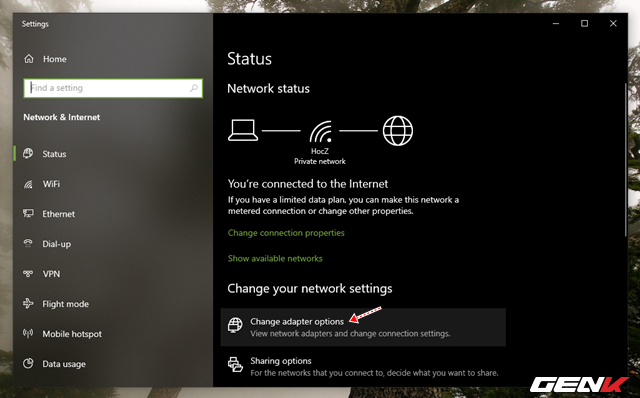 Settings
Home
Find a setting
Network & Internet
Status
WiFi
Ethernet
Dial-up
VPN
Flight mode
Mobile hotspot
Data usage
Status
Network status
HocZ
Private network
You're connected to the Internet
If you have a limited data plan, you can make this network a
metered connection or change other properties.
Change connection properties
Show available networks
Change your network settings
Change adapter options
View network adapters and change connection settings.
Sharing options
For the networks that you connect to, decide what you want to share.
GENK